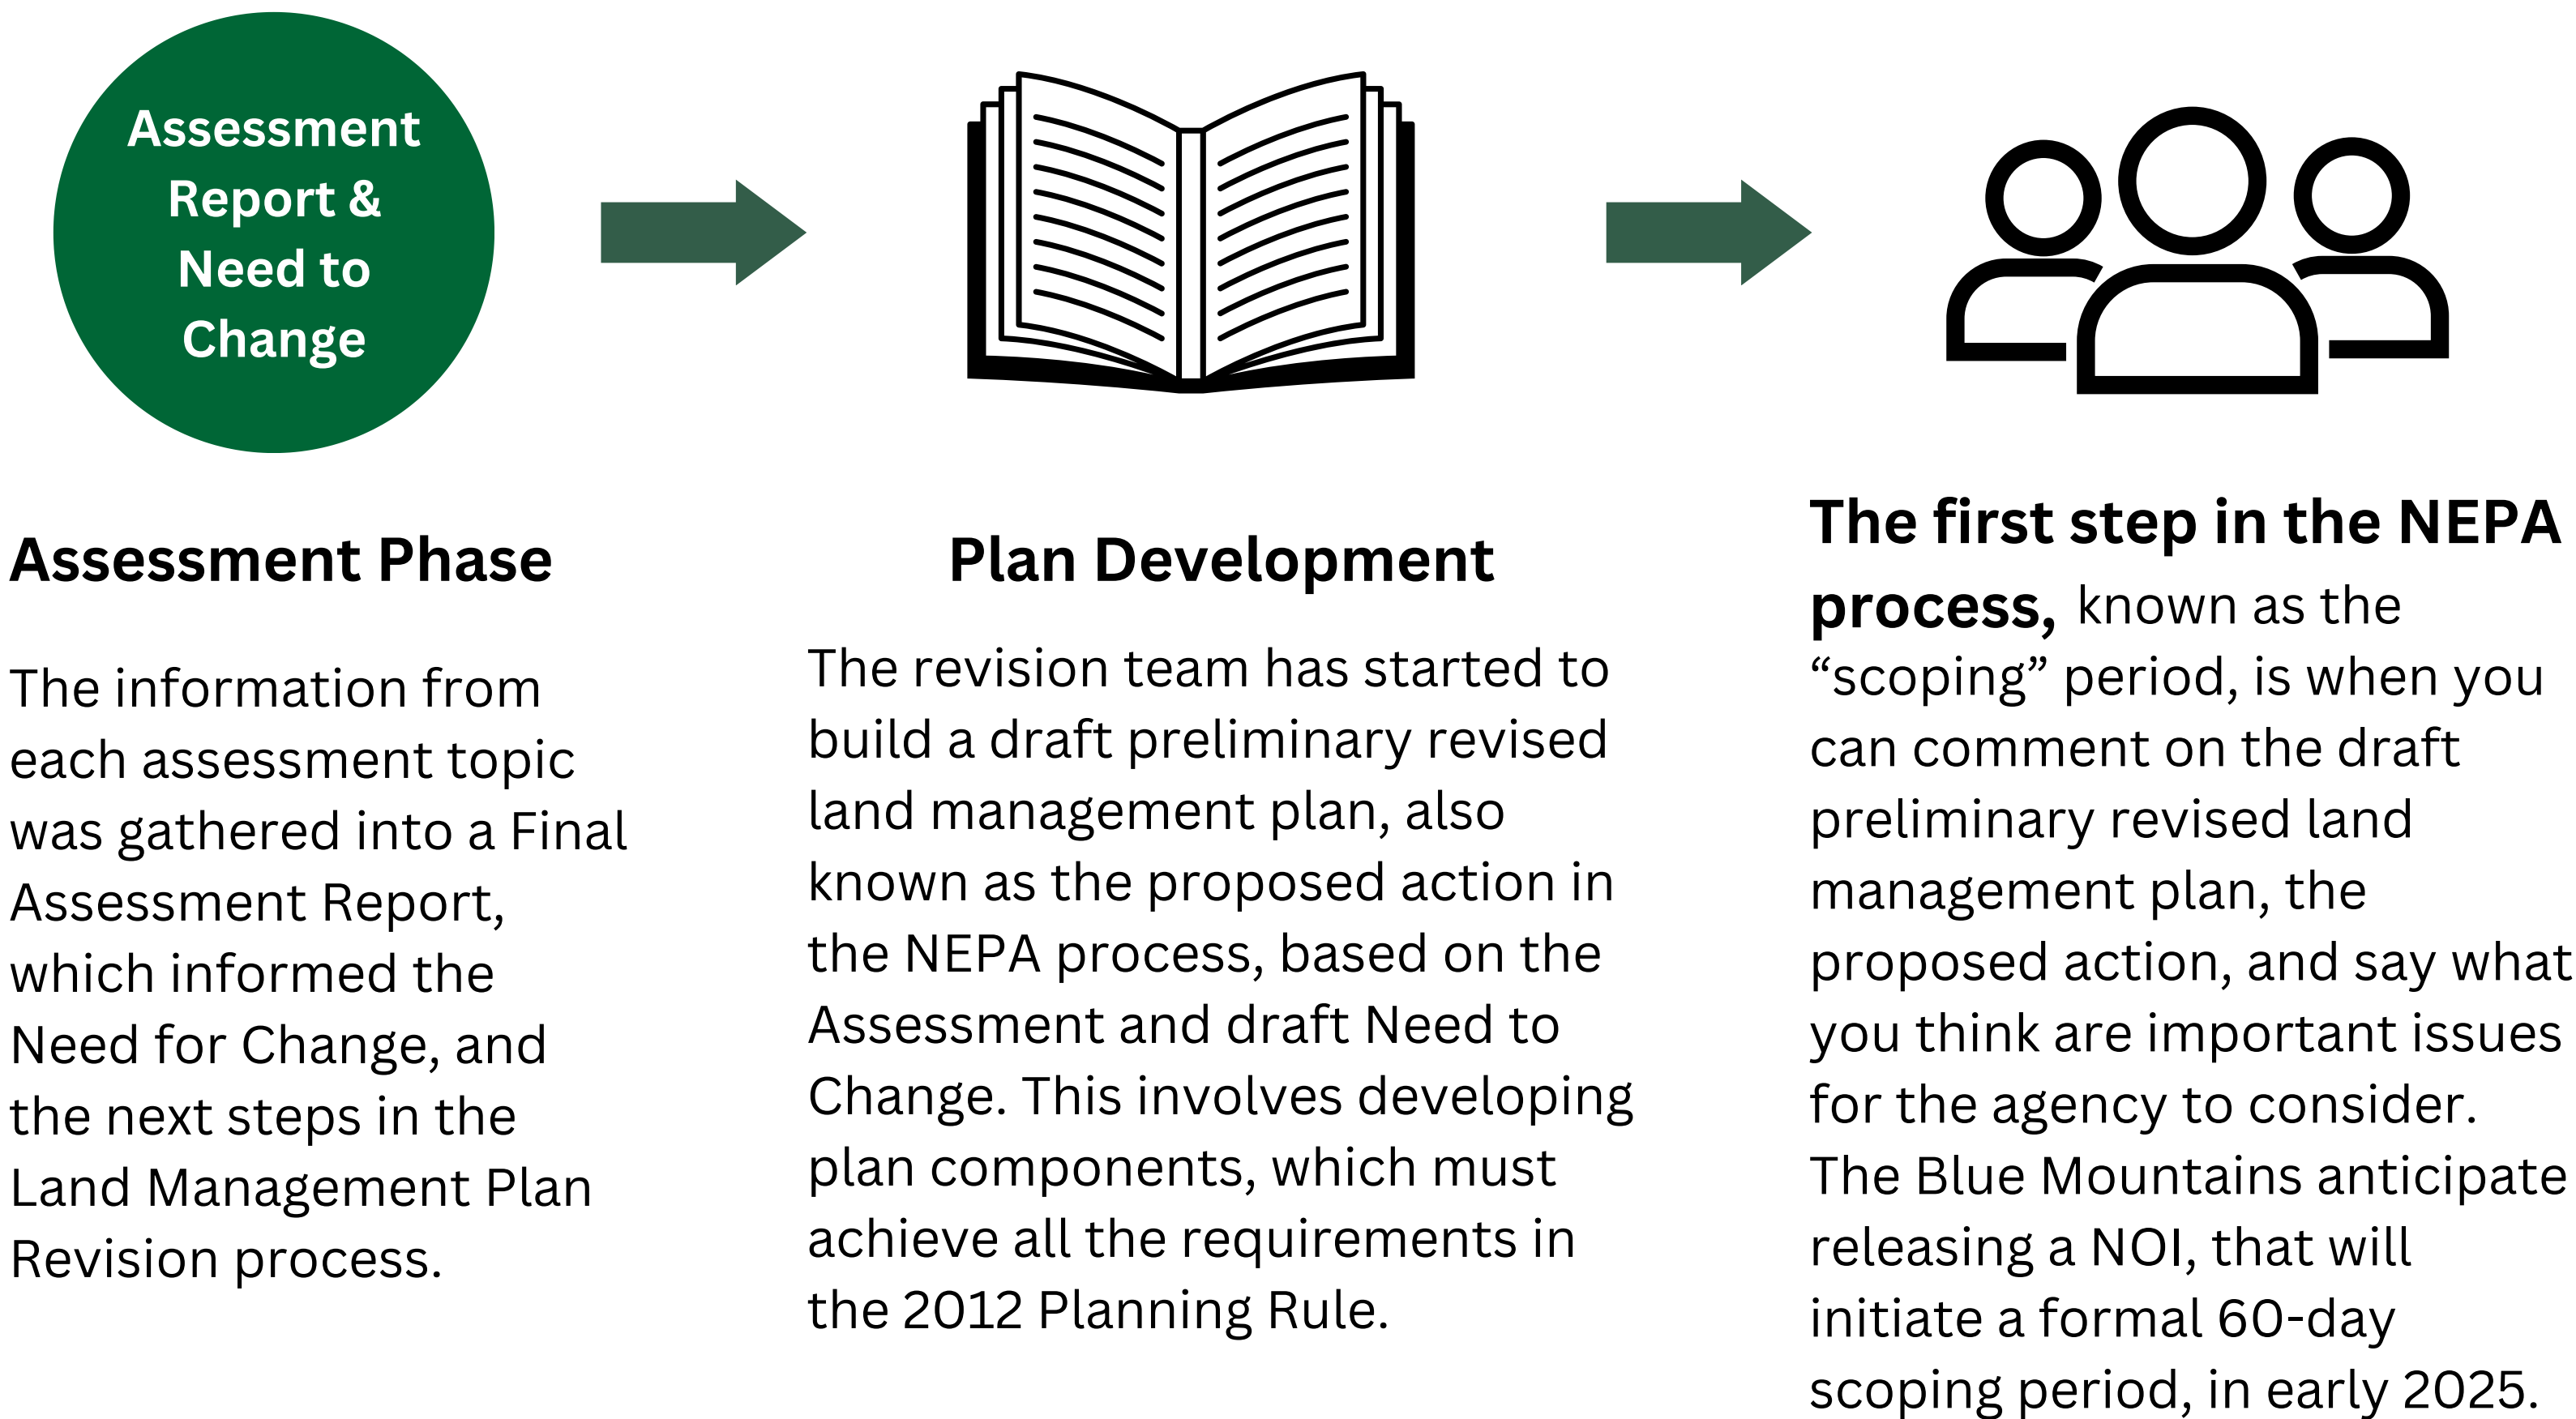 Assessment
Report &
Need to
Change
Assessment Phase
The information from
each assessment topic
was gathered into a Final
Assessment Report,
which informed the
Need for Change, and
the next steps in the
Land Management Plan
Revision process.
Plan Development
The revision team has started to
build a draft preliminary revised
land management plan, also
known as the proposed action in
the NEPA process, based on the
Assessment and draft Need to
Change. This involves developing
plan components, which must
achieve all the requirements in
the 2012 Planning Rule.
The first step in the NEPA
process, known as the
“scoping” period, is when you
can comment on the draft
preliminary revised land
management plan, the
proposed action, and say what
you think are important issues
for the agency to consider.
The Blue Mountains anticipate
releasing a NOI, that will
initiate a formal 60-day
scoping period, in early 2025.